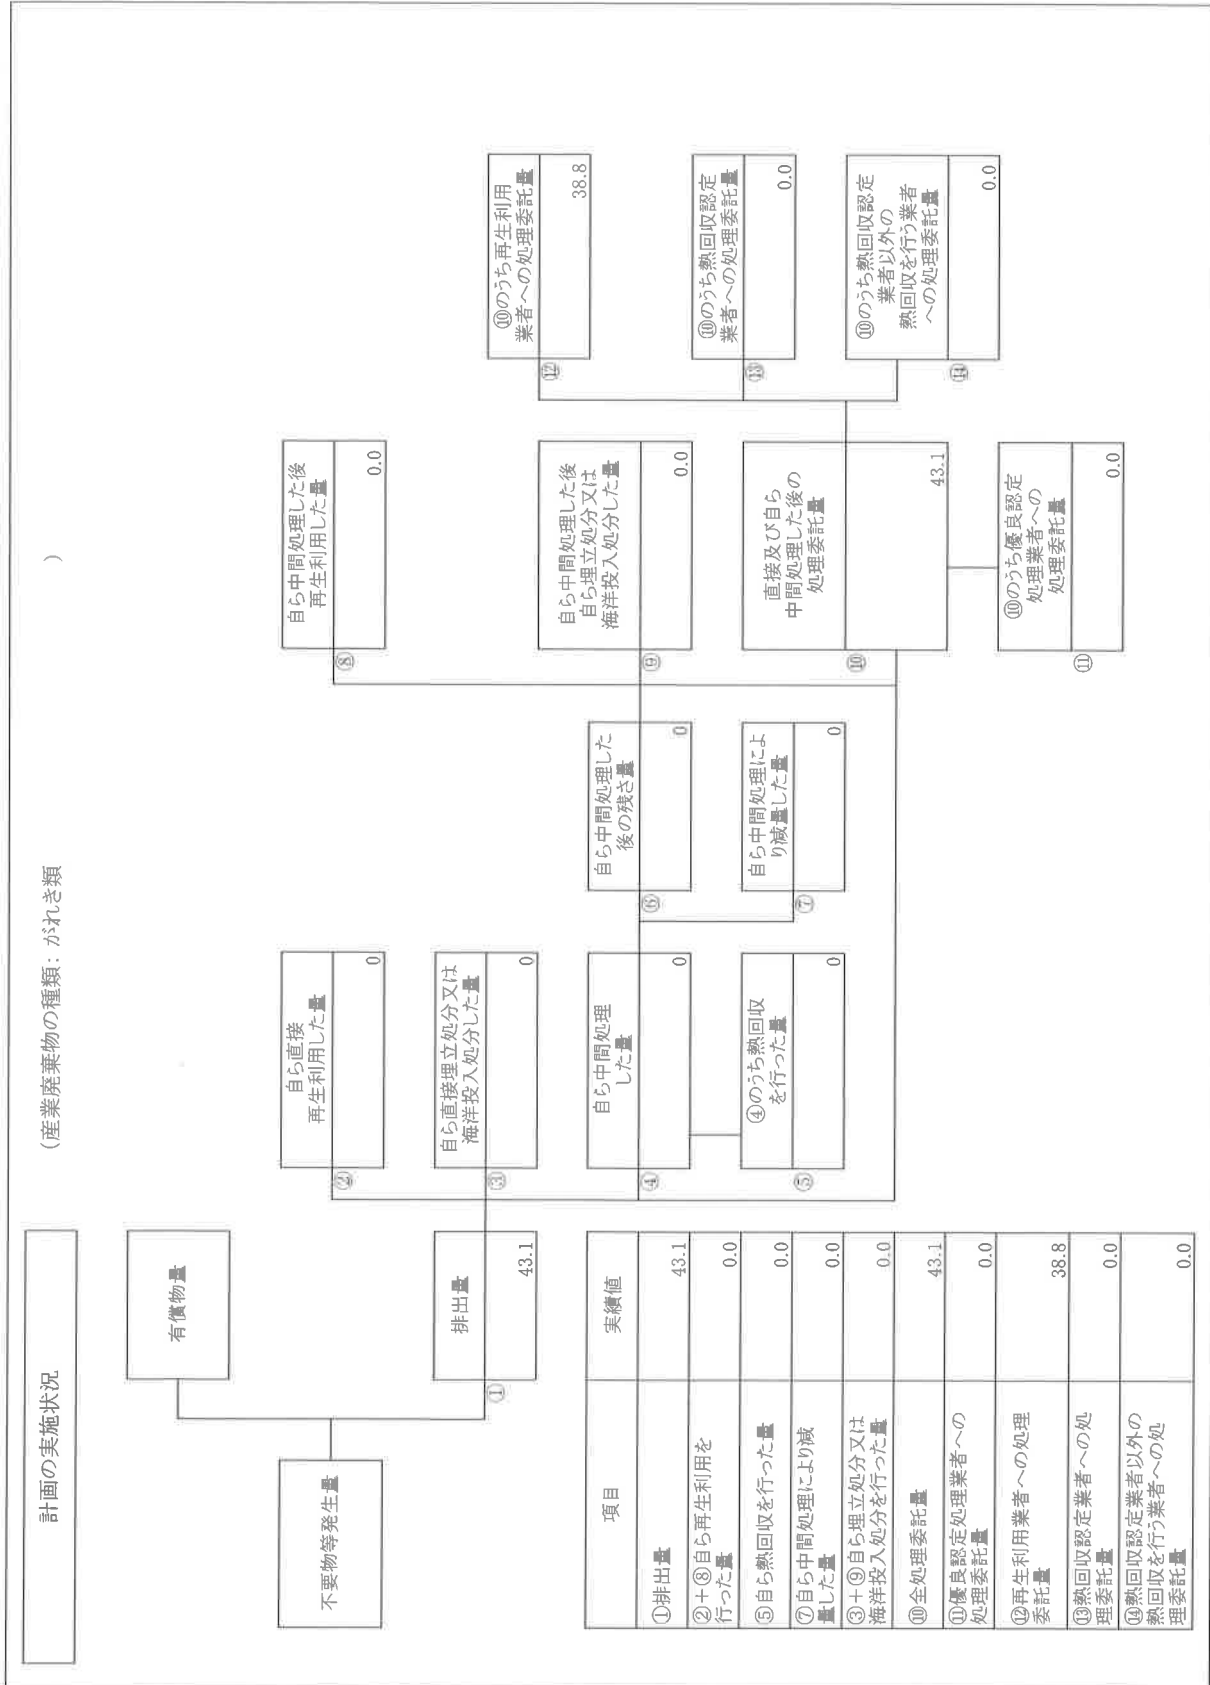 計画の実施状況
(産業廃棄物の種類：がれき類
)
不要物等発生量
有償物量
排出量
①
43.1
自ら直接
再生利用した量
②
0
自ら直接埋立処分又は
海洋投入処分した量
③
0
自ら中間処理
した量
④
0
④のうち熱回収
を行った量
⑤
0
自ら中間処理した
後の残さ量
⑥
0
自ら中間処理によ
り減量した量
⑦
0
自ら中間処理した後
再生利用した量
⑧
0.0
自ら中間処理した後
自ら埋立処分又は
海洋投入処分した量
⑨
0.0
直接及び自ら
中間処理した後の
処理委託量
⑩
43.1
⑩のうち優良認定
処理業者への
処理委託量
⑪
0.0
⑩のうち再生利用
業者への処理委託量
⑫
38.8
⑩のうち熱回収認定
業者への処理委託量
⑬
0.0
⑩のうち熱回収認定
業者以外の
熱回収を行う業者
への処理委託量
⑭
0.0
項目
実績値
①排出量
43.1
②+⑧自ら再生利用を
行った量
0.0
⑤自ら熱回収を行った量
0.0
⑦自ら中間処理により減
量した量
0.0
③+⑨自ら埋立処分又は
海洋投入処分を行った量
0.0
⑩全処理委託量
43.1
⑪優良認定処理業者への
処理委託量
0.0
⑫再生利用業者への処理
委託量
38.8
⑬熱回収認定業者への処
理委託量
0.0
⑭熱回収認定業者以外の
熱回収を行う業者への処
理委託量
0.0